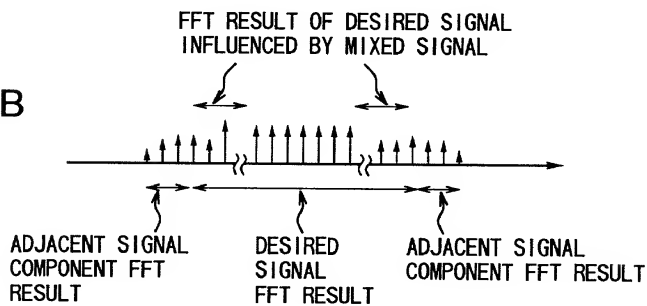 FFT RESULT OF DESIRED SIGNAL
INFLUENCED BY MIXED SIGNAL
B
ADJACENT SIGNAL
COMPONENT FFT
RESULT
DESIRED
SIGNAL
FFT RESULT
ADJACENT SIGNAL
COMPONENT FFT RESULT